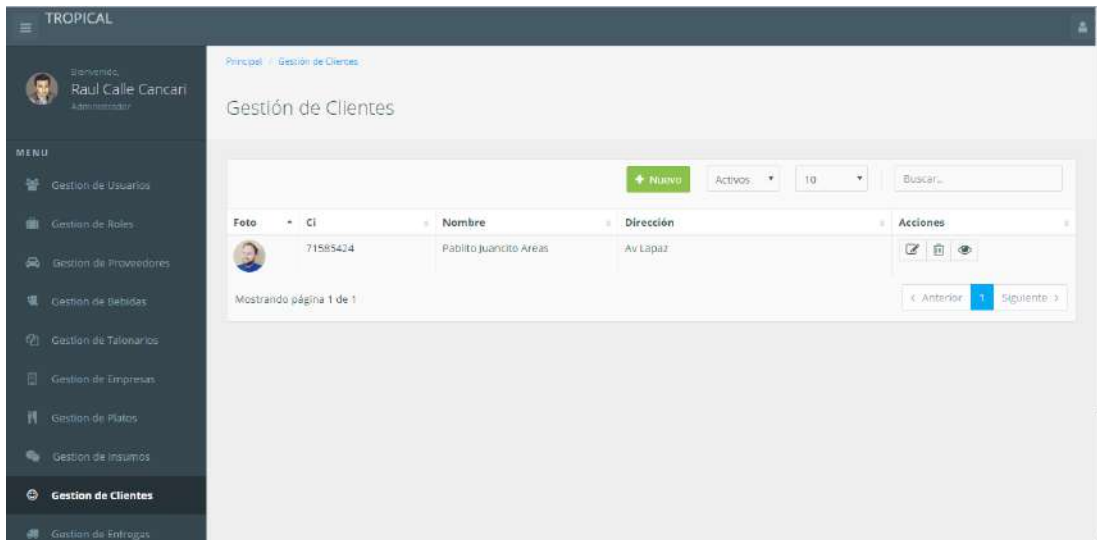 TROPICAL
Bienvenido,
Raul Calle Cancari
Administrador
MENU
Gestion de Usuarios
Gestion de Roles
Gestion de Proveedores
Gestion de Bebidas
Gestion de Talonarios
Gestion de Empresas
Gestion de Platos
Gestion de Insumos
Gestion de Clientes
Gestion de Entregas
Principal / Gestión de Clientes
Gestión de Clientes
Nuevo Activos 10 Buscar...
Foto Ci Nombre Dirección Acciones
71585424 Pablito Juancito Areas Av Lapaz
Mostrando página 1 de 1
Anterior 1 Siguiente